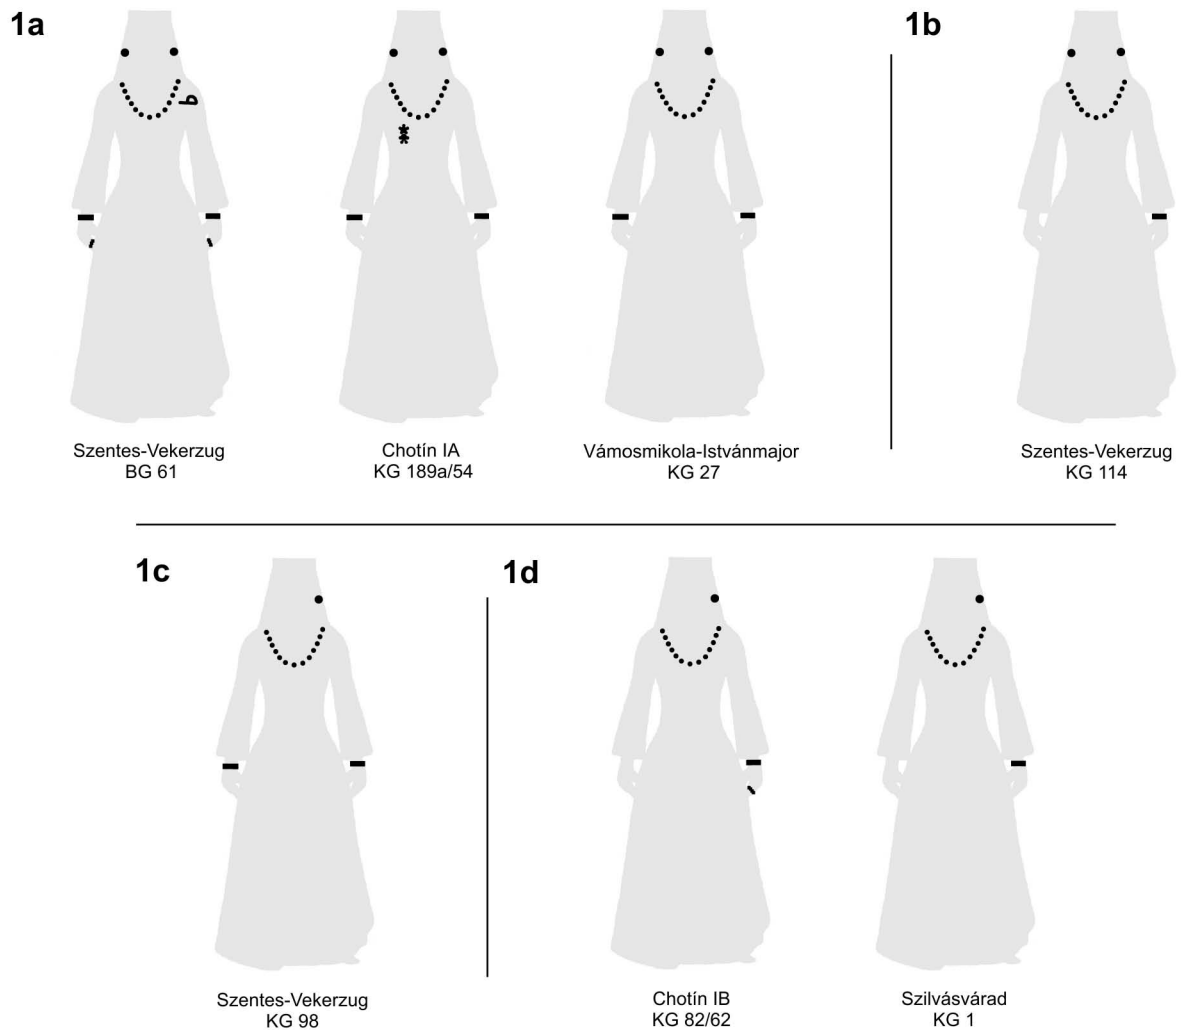 1a
1b
Szentes-Vekerzug
BG 61
Chotín IA
KG 189a/54
Vámosmikola-Istvánmajor
KG 27
Szentes-Vekerzug
KG 114
1c
1d
Szentes-Vekerzug
KG 98
Chotín IB
KG 82/62
Szilvásvárad
KG 1